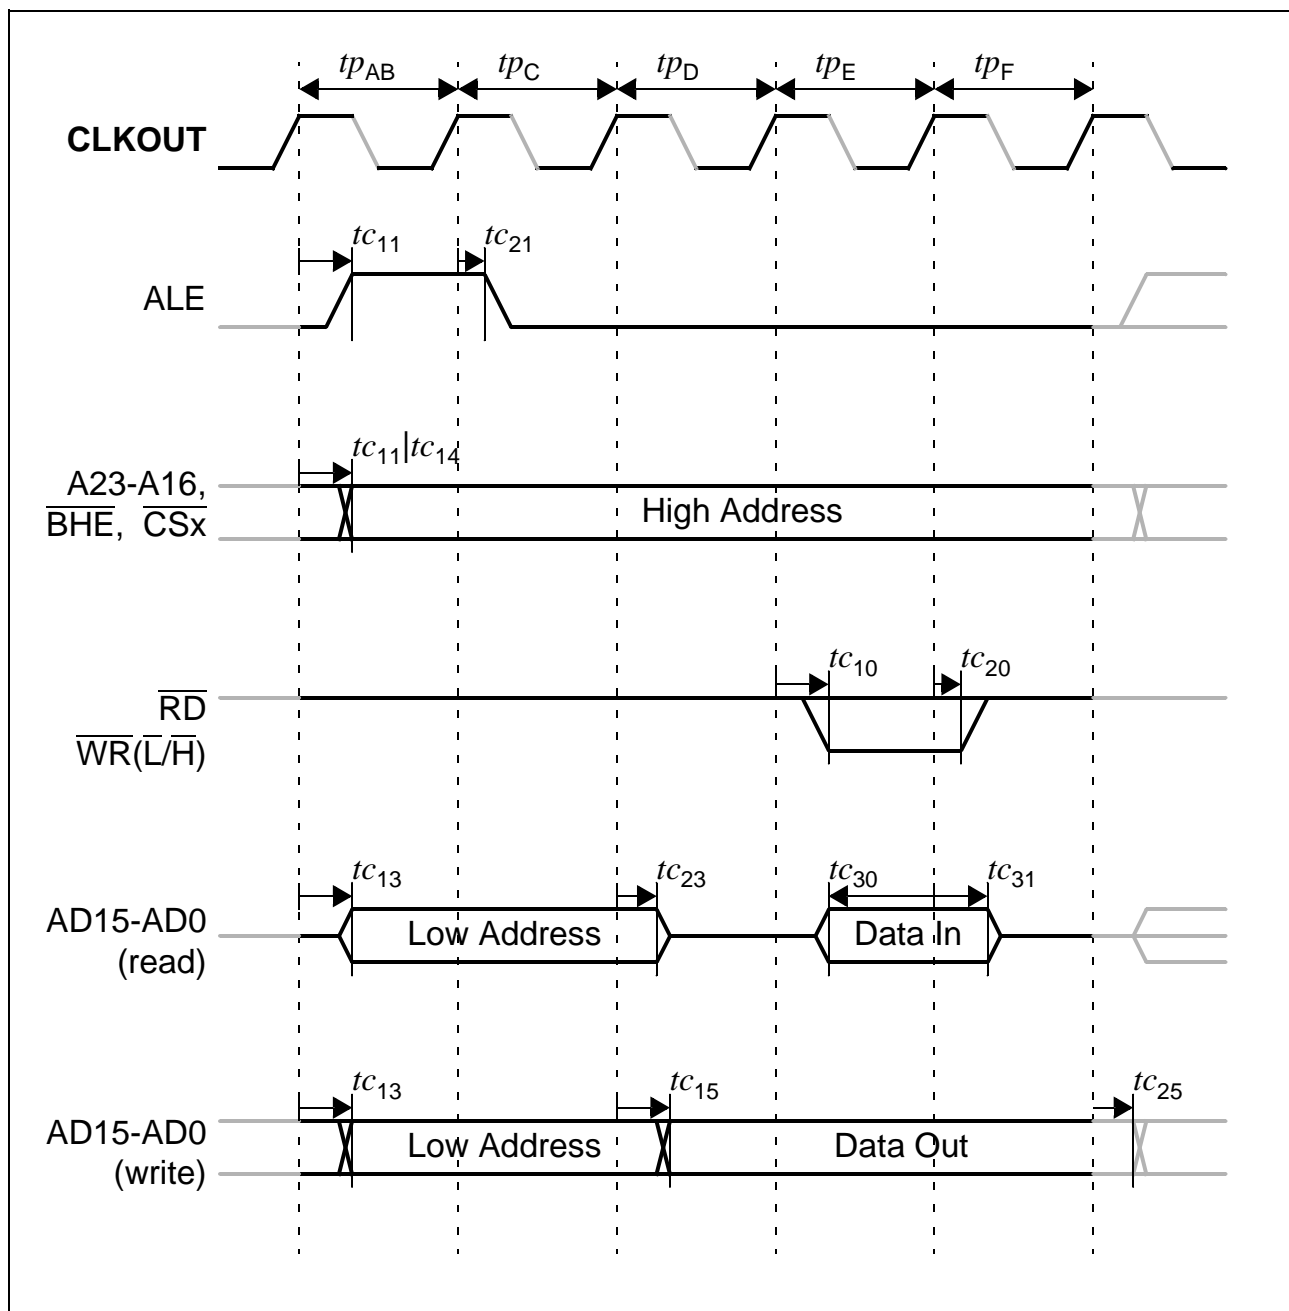 tpAB tpC tpD tpE tpF
CLKOUT
tc11 tc21
ALE
tc11|tc14
A23-A16,
BHE, CSx
High Address
tc10 tc20
RD
WR(L/H)
tc13 tc23 tc30 tc31
AD15-AD0
(read)
Low Address Data In
tc13 tc15 tc25
AD15-AD0
(write)
Low Address Data Out